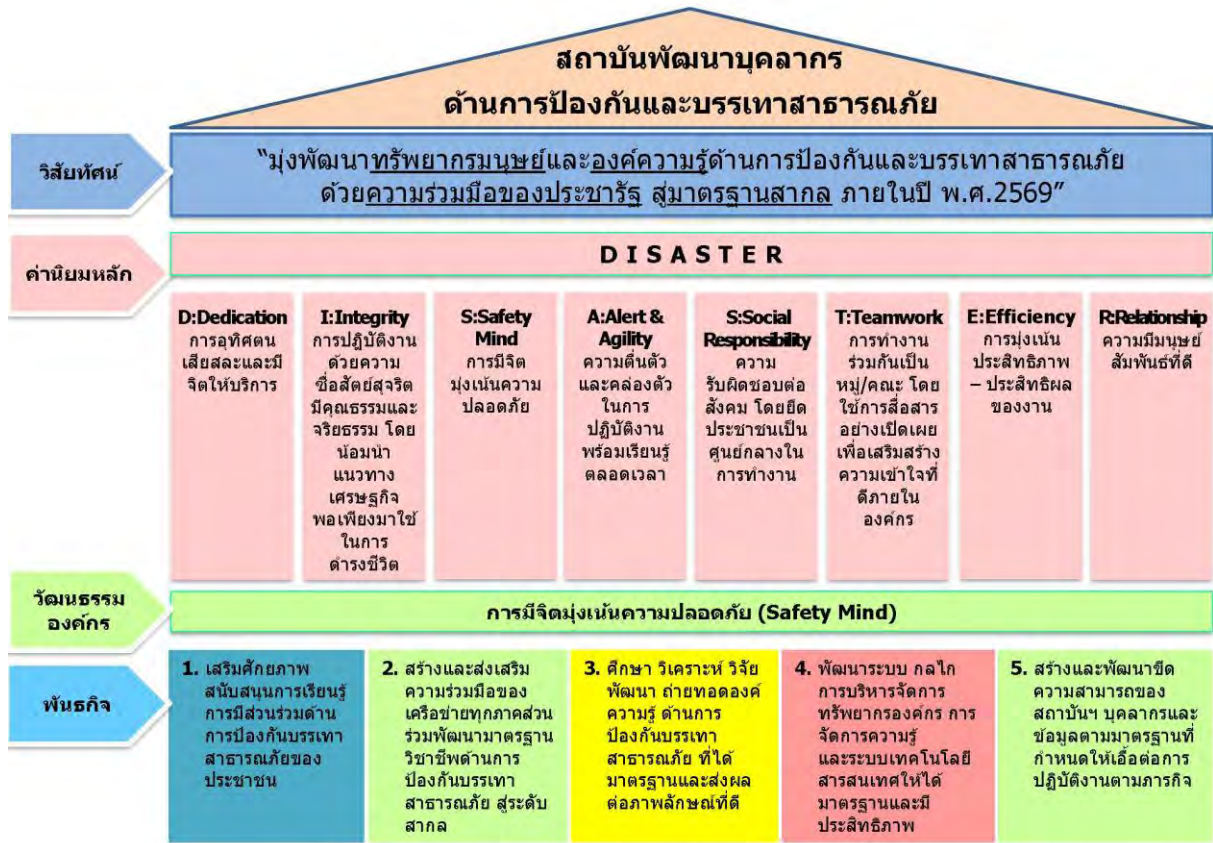 สถาบันพัฒนาบุคลากร
ด้านการป้องกันและบรรเทาสาธารณภัย
วิสัยทัศน์
“มุ่งพัฒนาทรัพยากรมนุษย์และองค์ความรู้ด้านการป้องกันและบรรเทาสาธารณภัย
ด้วยความร่วมมือของประชารัฐ สู่มาตรฐานสากล ภายในปี พ.ศ.2569”
ค่านิยมหลัก
D I S A S T E R
D:Dedication
การอุทิศตน
เสียสละและมี
จิตให้บริการ
I:Integrity
การปฏิบัติงาน
ด้วยความ
ซื่อสัตย์สุจริต
มีคุณธรรมและ
จริยธรรม โดย
น้อมนำ
แนวทาง
เศรษฐกิจ
พอเพียงมาใช้
ในการ
ดำรงชีวิต
S:Safety
Mind
การมีจิต
มุ่งเน้นความ
ปลอดภัย
A:Alert &
Agility
ความตื่นตัว
และคล่องตัว
ในการ
ปฏิบัติงาน
พร้อมเรียนรู้
ตลอดเวลา
S:Social
Responsibility
ความ
รับผิดชอบต่อ
สังคม โดยยึด
ประชาชนเป็น
ศูนย์กลางใน
การทำงาน
T:Teamwork
การทำงาน
ร่วมกันเป็น
หมู่/คณะ โดย
ใช้การสื่อสาร
อย่างเปิดเผย
เพื่อเสริมสร้าง
ความเข้าใจที่
ดีภายใน
องค์กร
E:Efficiency
การมุ่งเน้น
ประสิทธิภาพ
– ประสิทธิผล
ของงาน
R:Relationship
ความมีมนุษย์
สัมพันธ์ที่ดี
วัฒนธรรม
องค์กร
การมีจิตมุ่งเน้นความปลอดภัย (Safety Mind)
พันธกิจ
1. เสริมศักยภาพ
สนับสนุนการเรียนรู้
การมีส่วนร่วมด้าน
การป้องกันบรรเทา
สาธารณภัยของ
ประชาชน
2. สร้างและส่งเสริม
ความร่วมมือของ
เครือข่ายทุกภาคส่วน
ร่วมพัฒนามาตรฐาน
วิชาชีพด้านการ
ป้องกันบรรเทา
สาธารณภัย สู่ระดับ
สากล
3. ศึกษา วิเคราะห์ วิจัย
พัฒนา ถ่ายทอดองค์
ความรู้ ด้านการ
ป้องกันบรรเทา
สาธารณภัย ที่ได้
มาตรฐานและส่งผล
ต่อภาพลักษณ์ที่ดี
4. พัฒนาระบบ กลไก
การบริหารจัดการ
ทรัพยากรองค์กร การ
จัดการความรู้
และระบบเทคโนโลยี
สารสนเทศให้ได้
มาตรฐานและมี
ประสิทธิภาพ
5. สร้างและพัฒนาขีด
ความสามารถของ
สถาบันฯ บุคลากรและ
ข้อมูลตามมาตรฐานที่
กำหนดให้เอื้อต่อการ
ปฏิบัติงานตามภารกิจ